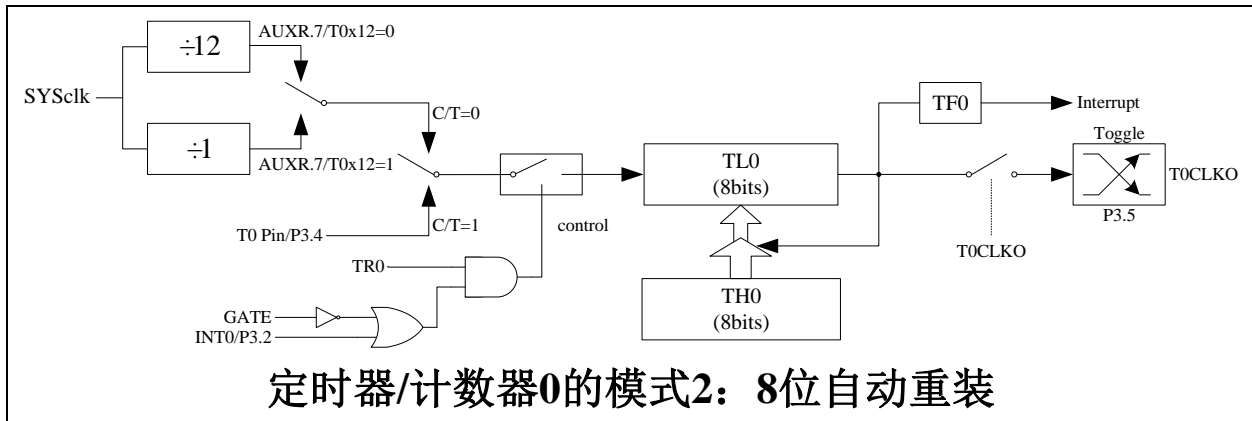 AUXR.7/T0x12=0
÷12
SYSclk
÷1
AUXR.7/T0x12=1
C/T=0
C/T=1
T0 Pin/P3.4
control
TR0
GATE
INT0/P3.2
TL0
(8bits)
TH0
(8bits)
TF0
Interrupt
Toggle
T0CLKO
P3.5
T0CLKO
定时器/计数器0的模式2：8位自动重装